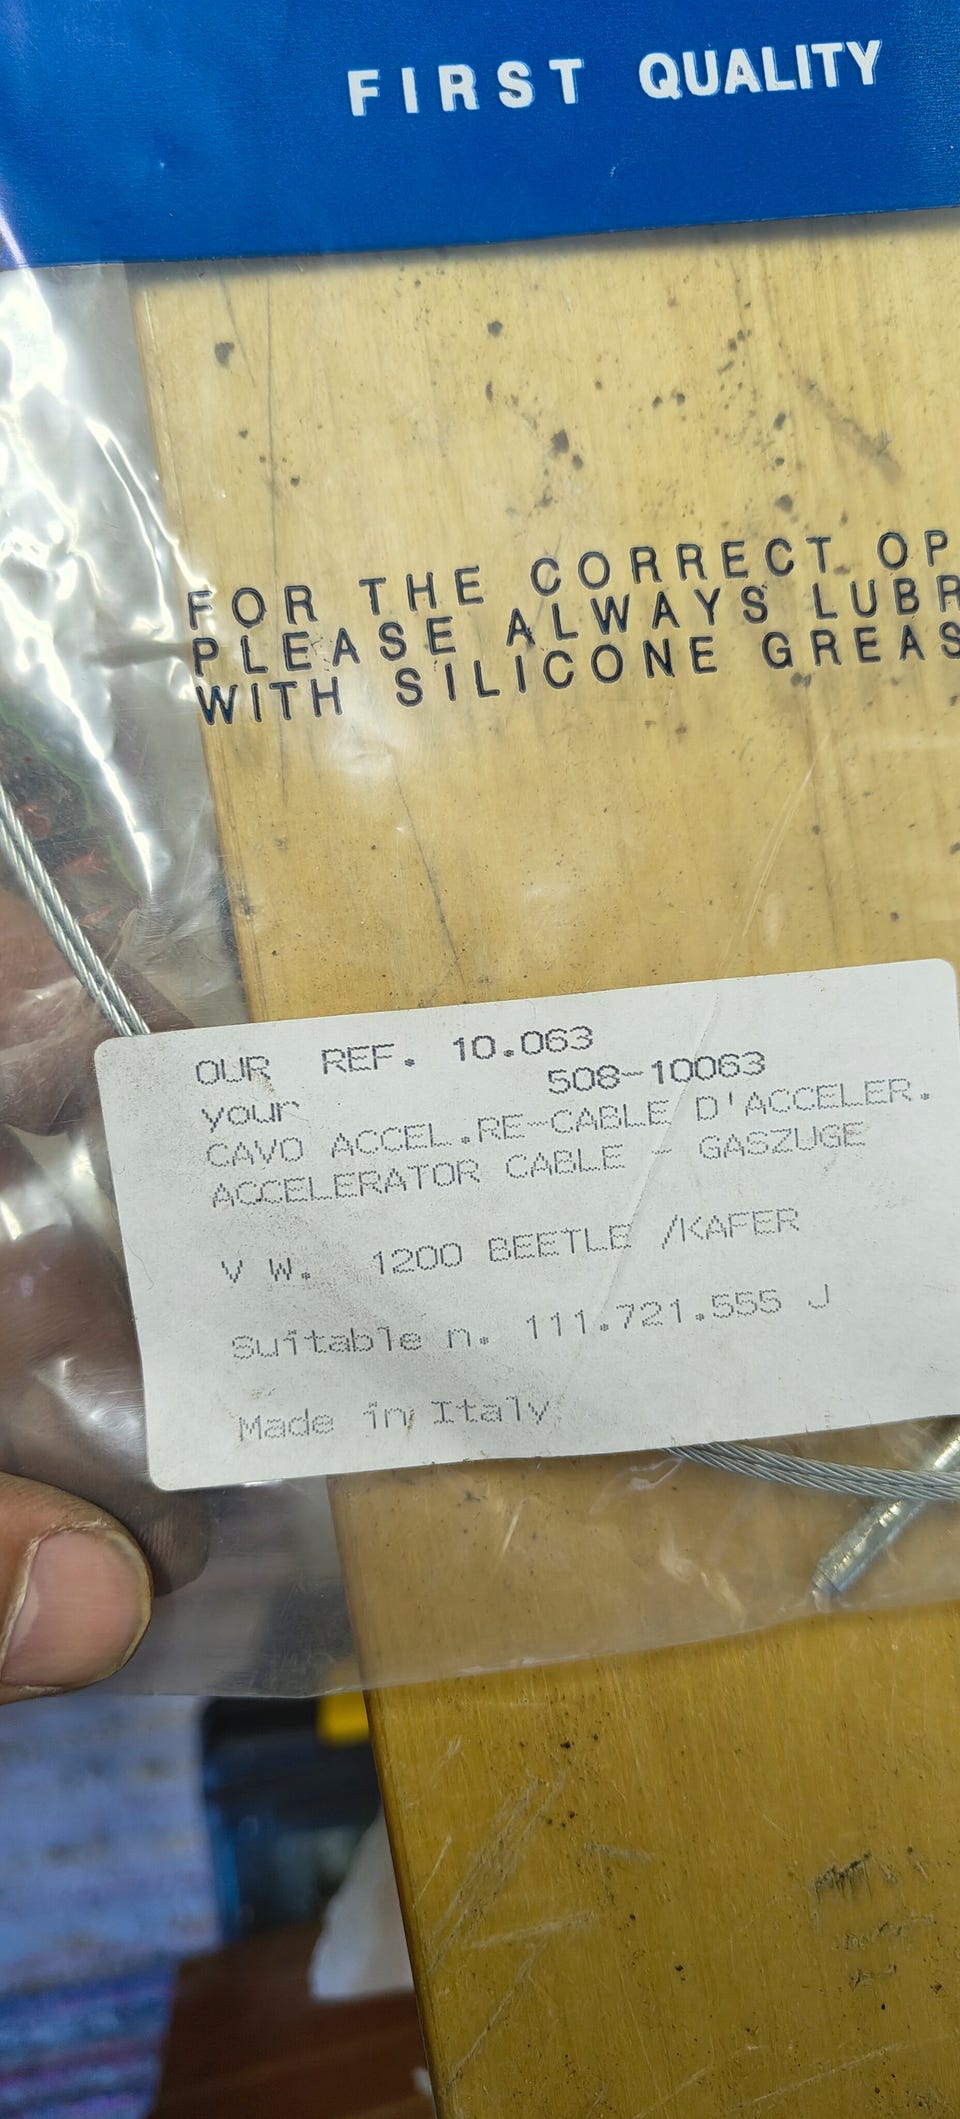 FIRST QUALITY
FOR THE CORRECT OP
PLEASE ALWAYS LUBR
WITH SILICONE GREAS
OUR REF. 10.063
your 508-10063
CAVO ACCEL.RE-CABLE D'ACCELER.
ACCELERATOR CABLE - GASZUGE
V W. 1200 BEETLE /KAFER
Suitable n. 111.721.555 J
Made in Italy